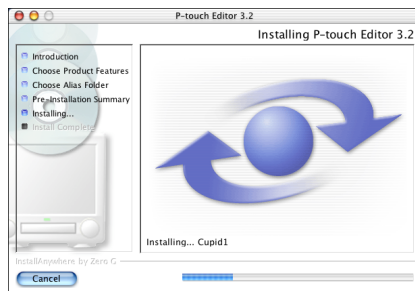 P-touch Editor 3.2
Installing P-touch Editor 3.2
Introduction
Choose Product Features
Choose Alias Folder
Pre-Installation Summary
Installing...
Install Complete
Installing... Cupid1
InstallAnywhere by Zero G
Cancel